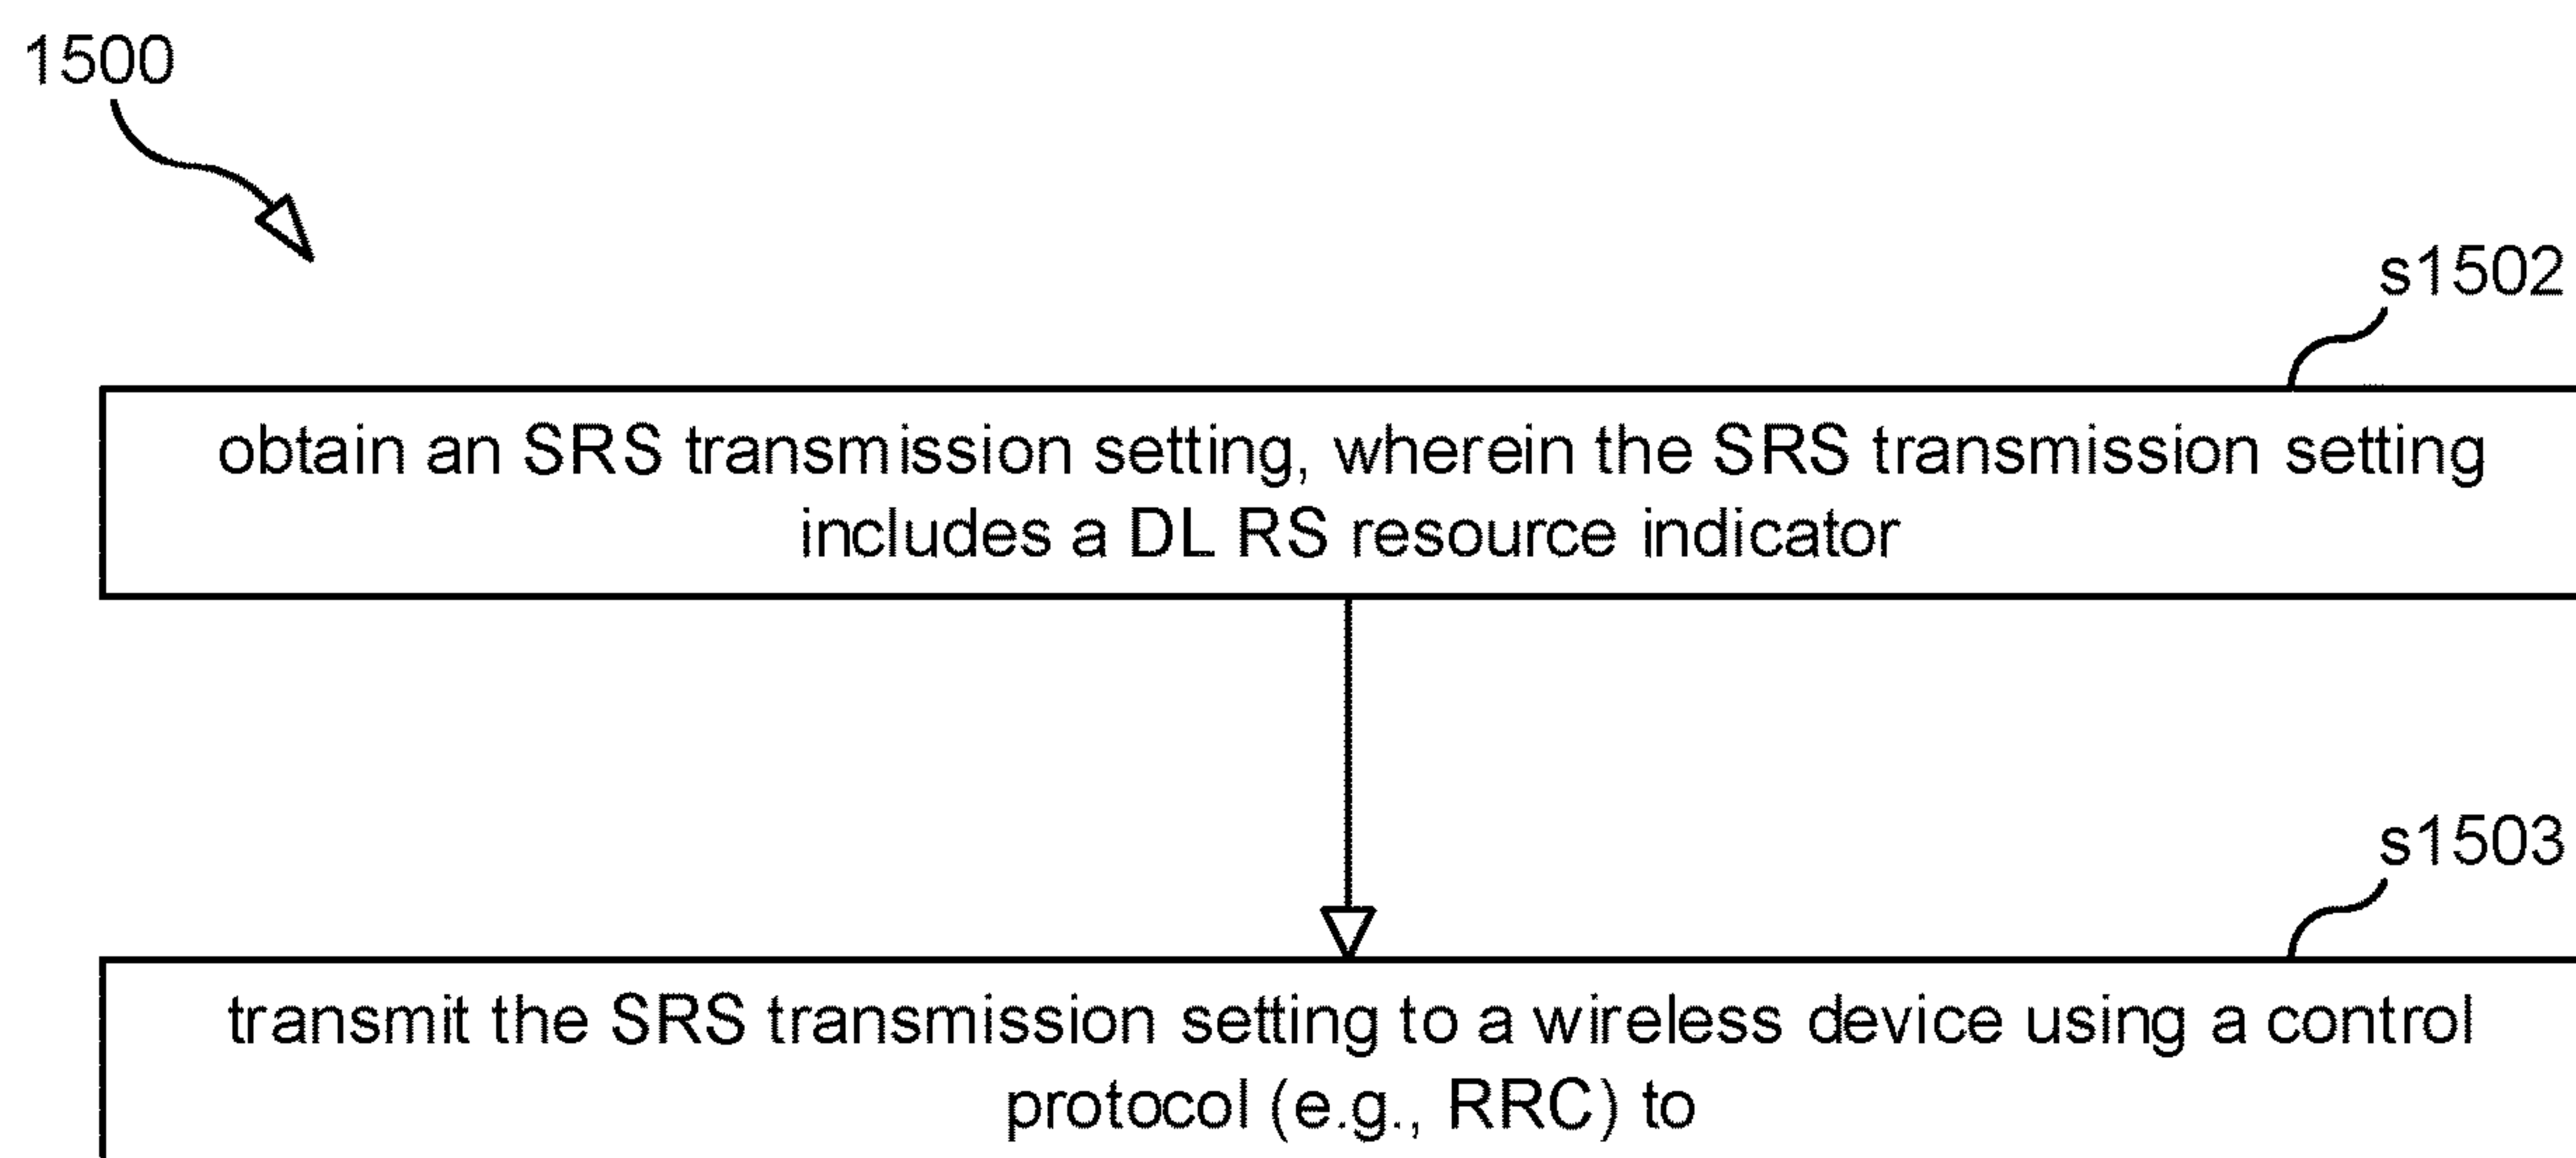 1500
s1502
obtain an SRS transmission setting, wherein the SRS transmission setting
includes a DL RS resource indicator
s1503
transmit the SRS transmission setting to a wireless device using a control
protocol (e.g., RRC) to